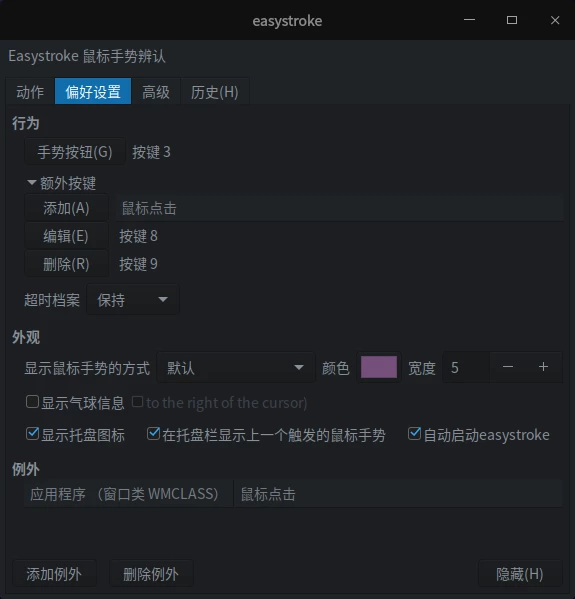 easystroke
Easystroke 鼠标手势辨认
动作 偏好设置 高级 历史(H)
行为
手势按钮(G) 按键 3
额外按键
添加(A) 鼠标点击
编辑(E) 按键 8
删除(R) 按键 9
超时档案 保持
外观
显示鼠标手势的方式 默认 颜色 宽度 5
显示气球信息 to the right of the cursor)
显示托盘图标 在托盘栏显示上一个触发的鼠标手势 自动启动easystroke
例外
应用程序 （窗口类 WMCLASS） 鼠标点击
添加例外 删除例外 隐藏(H)